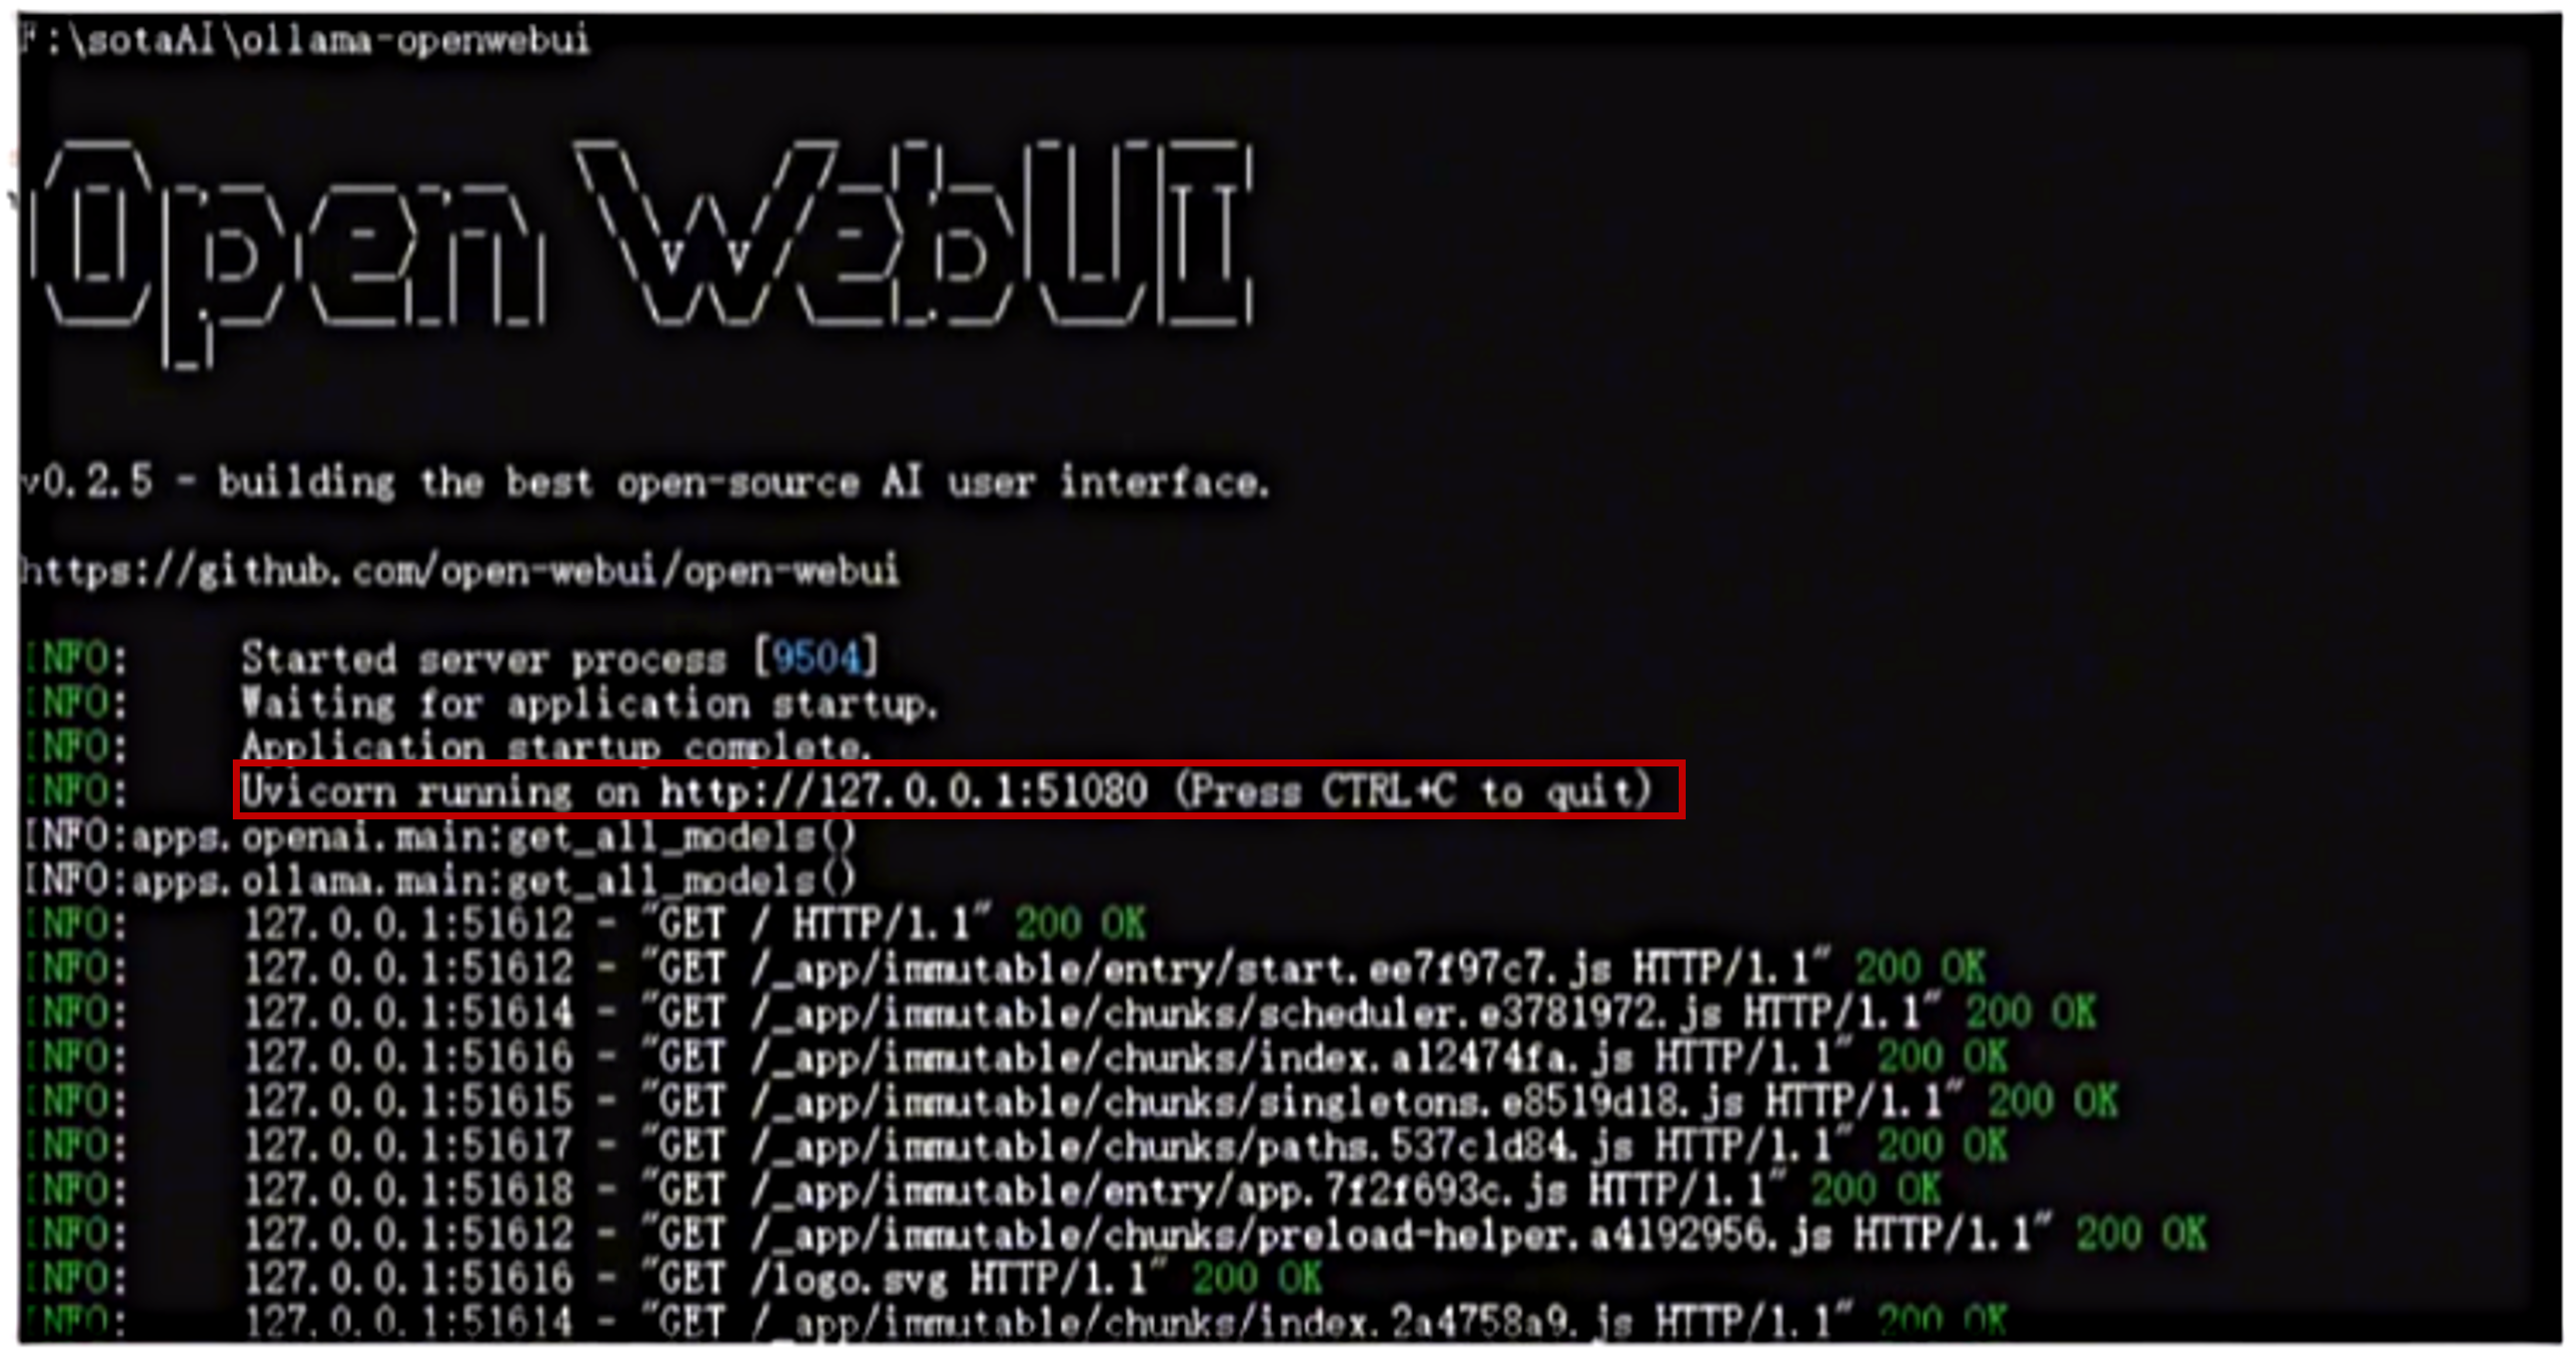 F:\sotaAI\ollama-openwebui
Open WebUI
v0.2.5 - building the best open-source AI user interface.
https://github.com/open-webui/open-webui
INFO: Started server process [9504]
INFO: Waiting for application startup.
INFO: Application startup complete.
INFO: Uvicorn running on http://127.0.0.1:51080 (Press CTRL+C to quit)
INFO:apps.openai.main:get_all_models()
INFO:apps.ollama.main:get_all_models()
INFO: 127.0.0.1:51612 - "GET / HTTP/1.1" 200 OK
INFO: 127.0.0.1:51612 - "GET /_app/immutable/entry/start.ee7f97c7.js HTTP/1.1" 200 OK
INFO: 127.0.0.1:51614 - "GET /_app/immutable/chunks/scheduler.e3781972.js HTTP/1.1" 200 OK
INFO: 127.0.0.1:51616 - "GET /_app/immutable/chunks/index.a12474fa.js HTTP/1.1" 200 OK
INFO: 127.0.0.1:51615 - "GET /_app/immutable/chunks/singletons.e8519d18.js HTTP/1.1" 200 OK
INFO: 127.0.0.1:51617 - "GET /_app/immutable/chunks/paths.537c1d84.js HTTP/1.1" 200 OK
INFO: 127.0.0.1:51618 - "GET /_app/immutable/entry/app.7f2f693c.js HTTP/1.1" 200 OK
INFO: 127.0.0.1:51612 - "GET /_app/immutable/chunks/preload-helper.a4192956.js HTTP/1.1" 200 OK
INFO: 127.0.0.1:51616 - "GET /logo.svg HTTP/1.1" 200 OK
INFO: 127.0.0.1:51614 - "GET /_app/immutable/chunks/index.2a4758a9.js HTTP/1.1" 200 OK